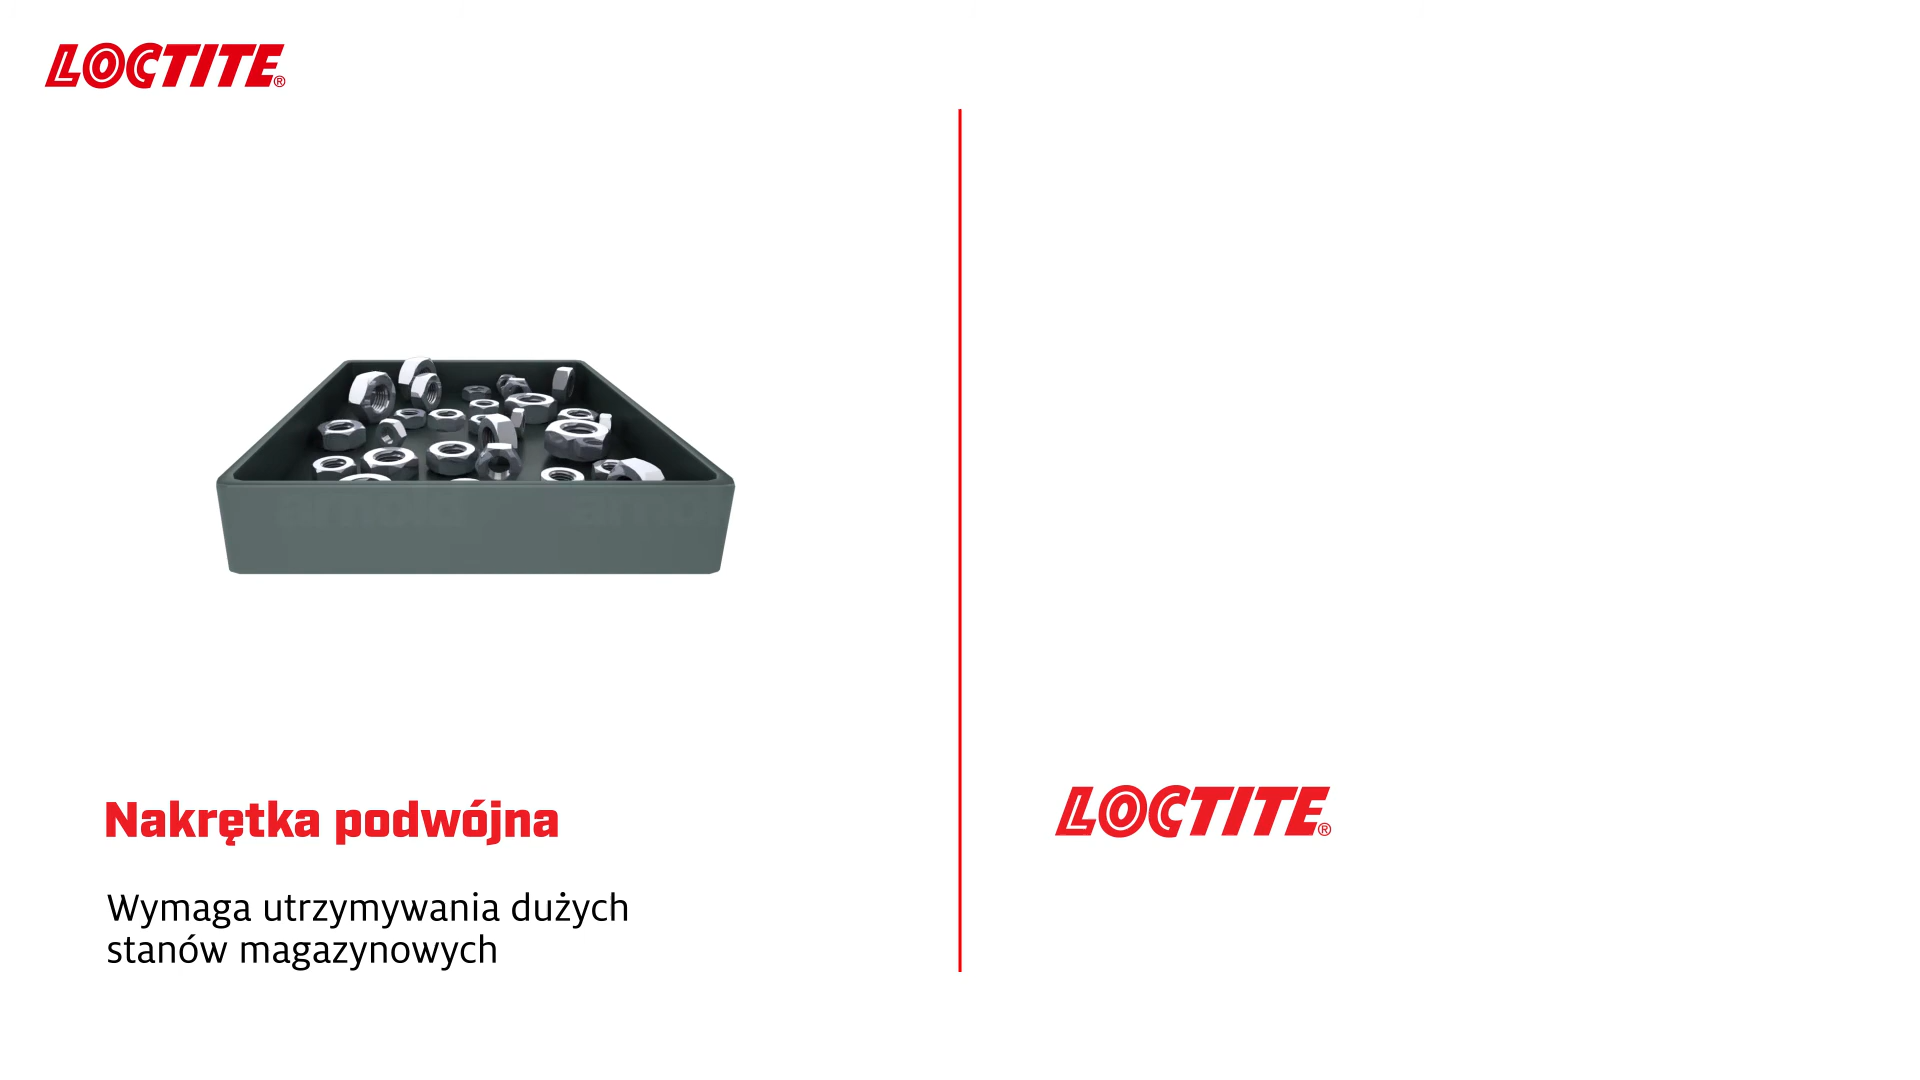 LOCTITE®
Nakrętka podwójna
Wymaga utrzymywania dużych
stanów magazynowych
LOCTITE®